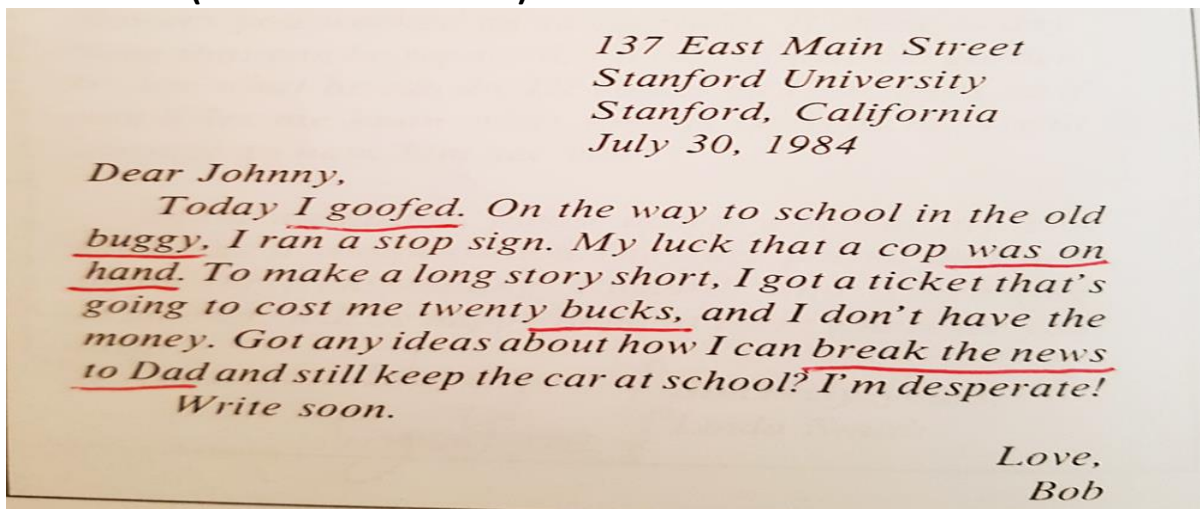 137 East Main Street
Stanford University
Stanford, California
July 30, 1984
Dear Johnny,
Today I goofed. On the way to school in the old
buggy, I ran a stop sign. My luck that a cop was on
hand. To make a long story short, I got a ticket that's
going to cost me twenty bucks, and I don't have the
money. Got any ideas about how I can break the news
to Dad and still keep the car at school? I'm desperate!
Write soon.
Love,
Bob